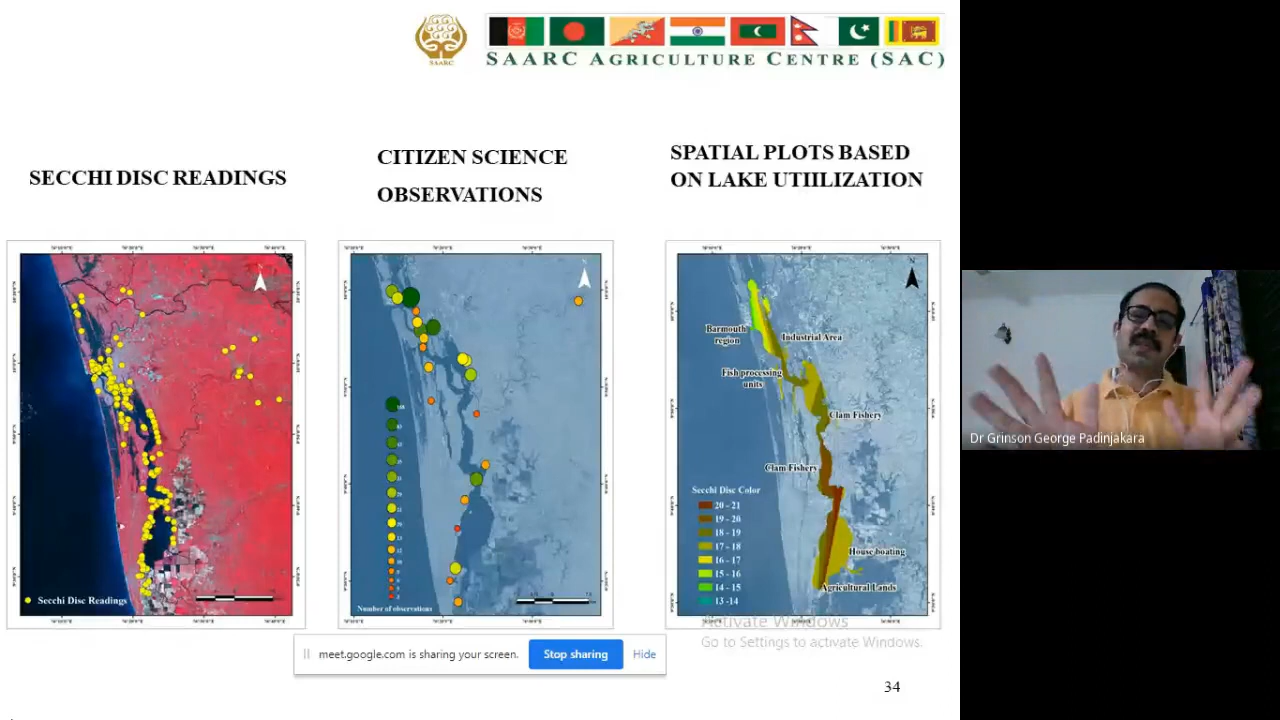 SAARC
SAARC AGRICULTURE CENTRE (SAC)
SECCHI DISC READINGS
CITIZEN SCIENCE
OBSERVATIONS
SPATIAL PLOTS BASED
ON LAKE UTIILIZATION
N
Secchi Disc Readings
N
Number of observations
N
Barmouth
region
Industrial Area
Fish processing
units
Clam Fishery
Clam Fishery
Secchi Disc Color
20 - 21
19 - 20
18 - 19
17 - 18
16 - 17
15 - 16
14 - 15
13 -14
House boating
Agricultural Lands
Activate Windows
Go to Settings to activate Windows.
meet.google.com is sharing your screen.
Stop sharing
Hide
34
Dr Grinson George Padinjakara